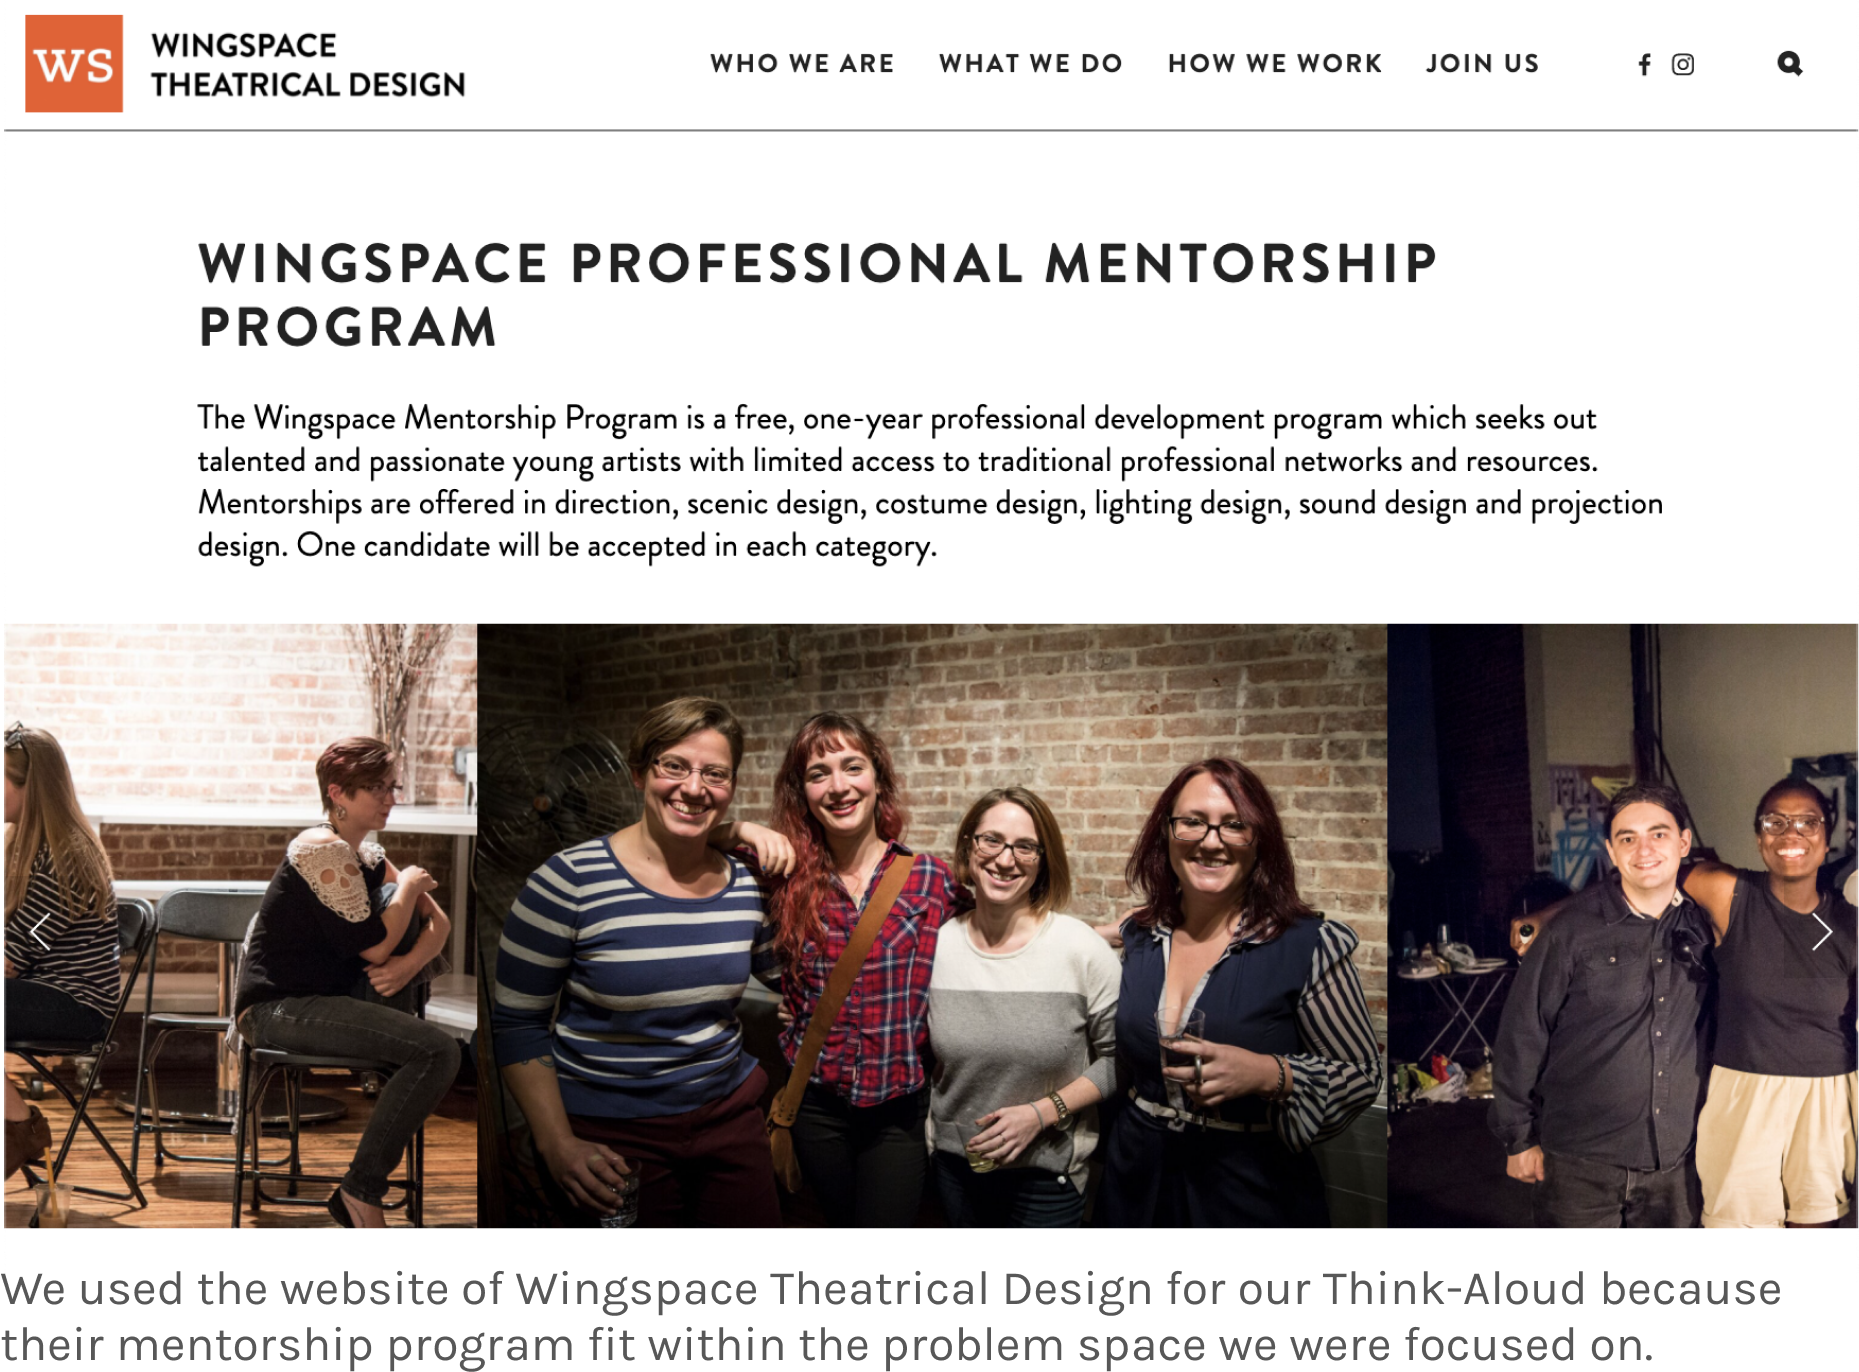 WS
WINGSPACE
THEATRICAL DESIGN
WHO WE ARE WHAT WE DO HOW WE WORK JOIN US
WINGSPACE PROFESSIONAL MENTORSHIP
PROGRAM
The Wingspace Mentorship Program is a free, one-year professional development program which seeks out
talented and passionate young artists with limited access to traditional professional networks and resources.
Mentorships are offered in direction, scenic design, costume design, lighting design, sound design and projection
design. One candidate will be accepted in each category.
We used the website of Wingspace Theatrical Design for our Think-Aloud because
their mentorship program fit within the problem space we were focused on.